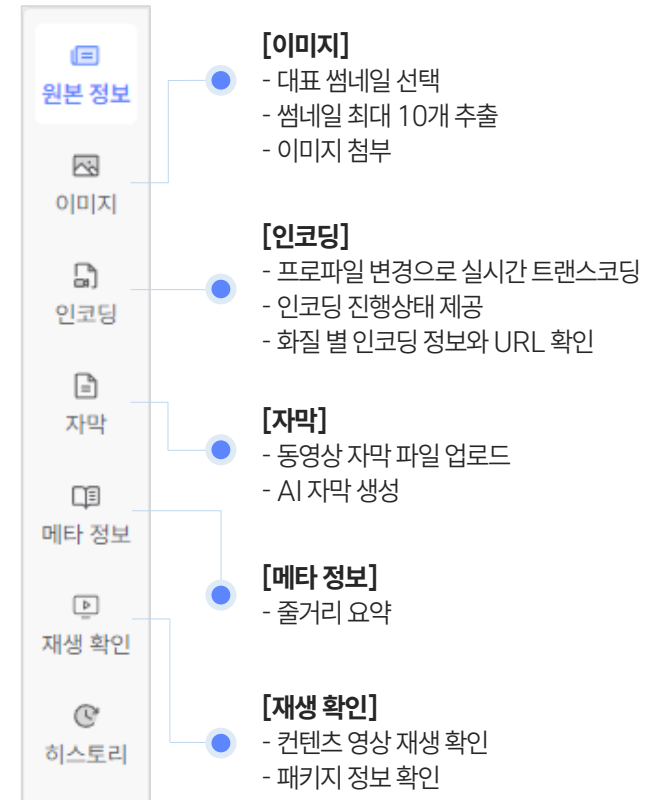 원본 정보
이미지
인코딩
자막
메타 정보
재생 확인
히스토리
[이미지]
- 대표 썸네일 선택
- 썸네일 최대 10개 추출
- 이미지 첨부
[인코딩]
- 프로파일 변경으로 실시간 트랜스코딩
- 인코딩 진행상태 제공
- 화질 별 인코딩 정보와 URL 확인
[자막]
- 동영상 자막 파일 업로드
- AI 자막 생성
[메타 정보]
- 줄거리 요약
[재생 확인]
- 컨텐츠 영상 재생 확인
- 패키지 정보 확인